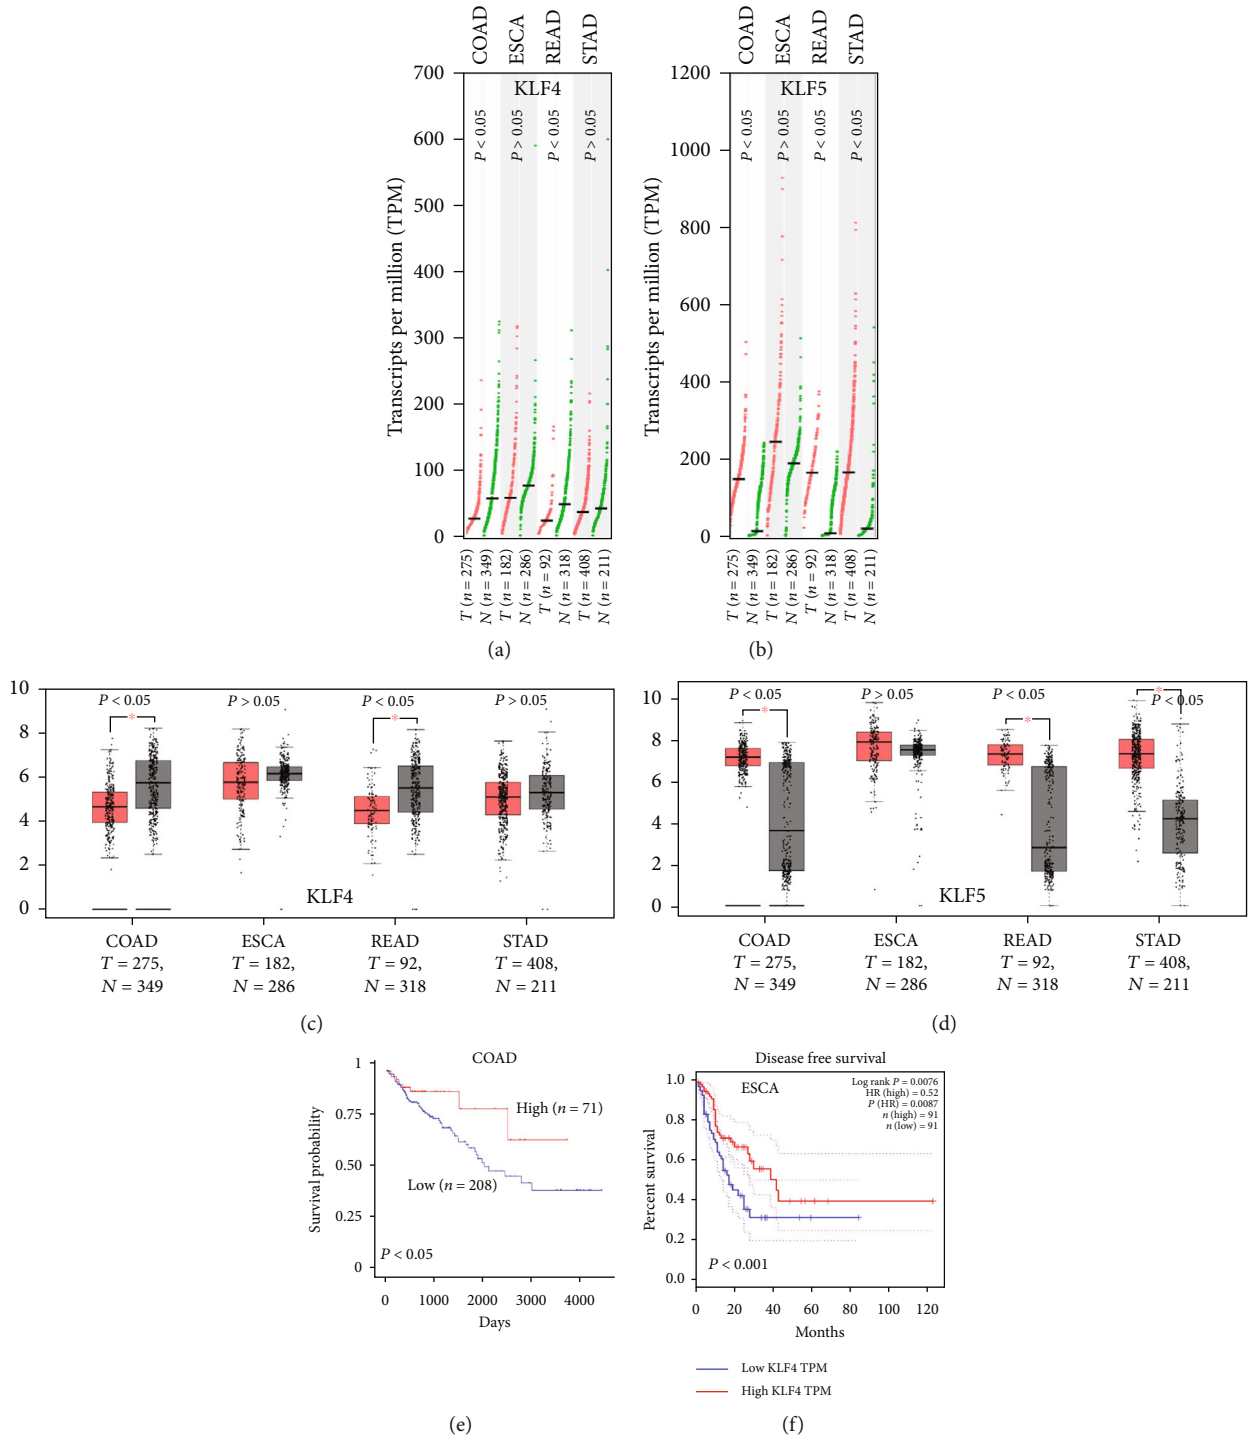 COAD
ESCA
READ
STAD
COAD
ESCA
READ
STAD
700
600
500
400
300
200
100
0
Transcripts per million (TPM)
KLF4
P < 0.05
P > 0.05
P < 0.05
P > 0.05
T (n = 275)
N (n = 349)
T (n = 182)
N (n = 286)
T (n = 92)
N (n = 318)
T (n = 408)
N (n = 211)
(a)
1200
1000
800
600
400
200
0
Transcripts per million (TPM)
KLF5
P < 0.05
P > 0.05
P < 0.05
P < 0.05
T (n = 275)
N (n = 349)
T (n = 182)
N (n = 286)
T (n = 92)
N (n = 318)
T (n = 408)
N (n = 211)
(b)
10
8
6
4
2
0
P < 0.05
P > 0.05
P < 0.05
P > 0.05
*
*
KLF4
COAD
T = 275,
N = 349
ESCA
T = 182,
N = 286
READ
T = 92,
N = 318
STAD
T = 408,
N = 211
(c)
10
8
6
4
2
0
P < 0.05
P > 0.05
P < 0.05
P < 0.05
*
*
*
KLF5
COAD
T = 275,
N = 349
ESCA
T = 182,
N = 286
READ
T = 92,
N = 318
STAD
T = 408,
N = 211
(d)
COAD
1
0.75
0.50
0.25
0
Survival probability
High (n = 71)
Low (n = 208)
P < 0.05
0 1000 2000 3000 4000
Days
(e)
Disease free survival
ESCA
Log rank P = 0.0076
HR (high) = 0.52
P (HR) = 0.0087
n (high) = 91
n (low) = 91
1.0
0.8
0.6
0.4
0.2
0.0
Percent survival
P < 0.001
0 20 40 60 80 100 120
Months
Low KLF4 TPM
High KLF4 TPM
(f)